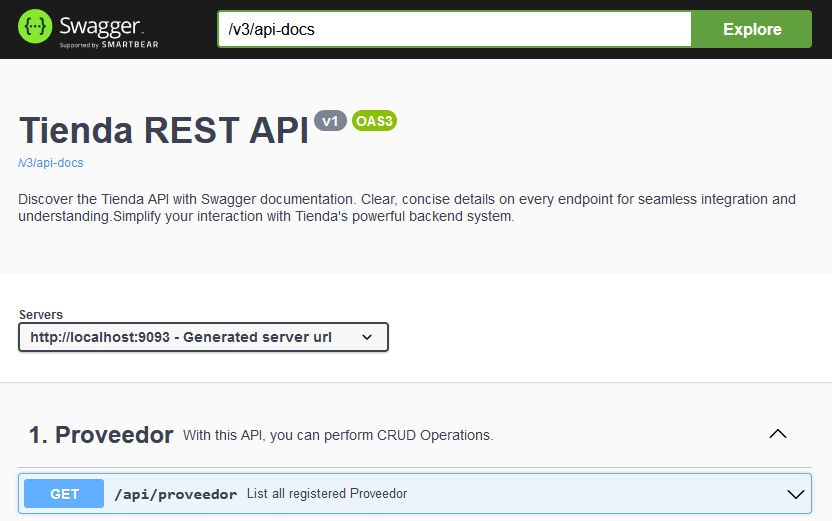 Swagger
Supported by SMARTBEAR
/v3/api-docs
Explore
Tienda REST API v1 OAS3
/v3/api-docs
Discover the Tienda API with Swagger documentation. Clear, concise details on every endpoint for seamless integration and
understanding.Simplify your interaction with Tienda's powerful backend system.
Servers
http://localhost:9093 - Generated server url
1. Proveedor With this API, you can perform CRUD Operations.
GET /api/proveedor List all registered Proveedor